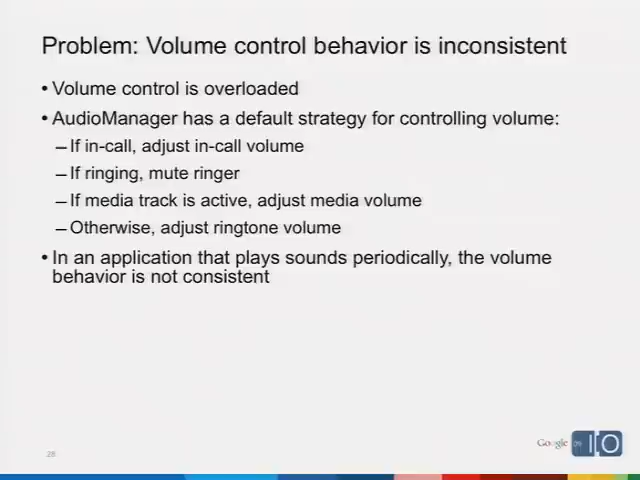 Problem: Volume control behavior is inconsistent
• Volume control is overloaded
• AudioManager has a default strategy for controlling volume:
– If in-call, adjust in-call volume
– If ringing, mute ringer
– If media track is active, adjust media volume
– Otherwise, adjust ringtone volume
• In an application that plays sounds periodically, the volume
behavior is not consistent
28
Google 09 IO